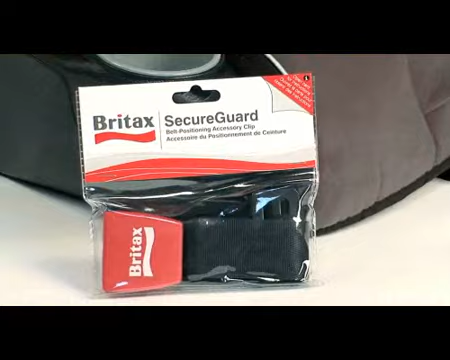 Britax
SecureGuard
Belt-Positioning Accessory Clip
Accessoire du Positionnement de Ceinture
Britax